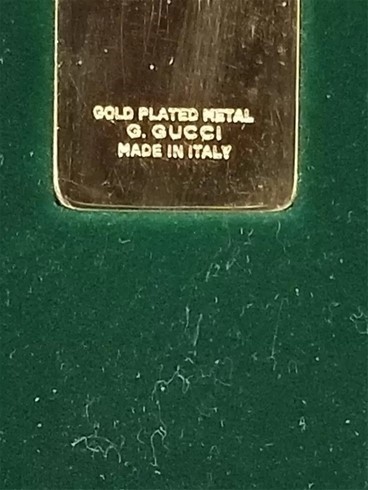 GOLD PLATED METAL
G. GUCCI
MADE IN ITALY